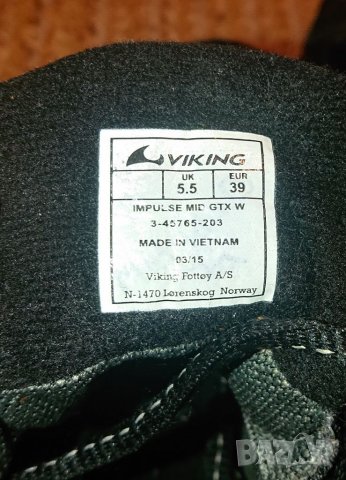 VIKING
UK EUR
5.5 39
IMPULSE MID GTX W
3-45765-203
MADE IN VIETNAM
03/15
Viking Fottøy A/S
N-1470 Lørenskog Norway